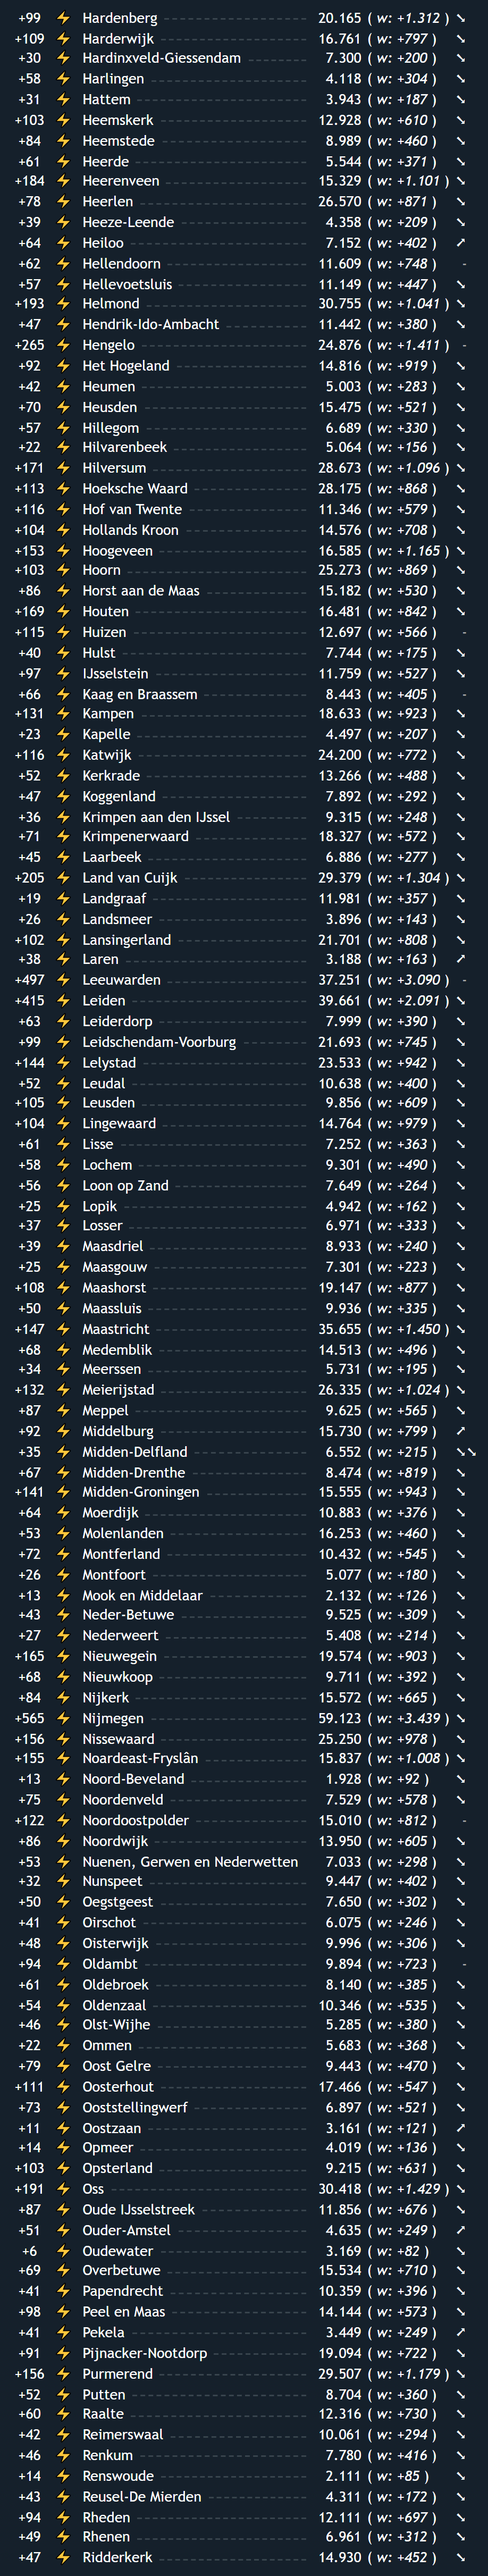 +99 ⚡ Hardenberg 20.165 ( w: +1.312 ) ⭨
+109 ⚡ Harderwijk 16.761 ( w: +797 ) ⭨
+30 ⚡ Hardinxveld-Giessendam 7.300 ( w: +200 ) ⭨
+58 ⚡ Harlingen 4.118 ( w: +304 ) ⭨
+31 ⚡ Hattem 3.943 ( w: +187 ) ⭨
+103 ⚡ Heemskerk 12.928 ( w: +610 ) ⭨
+84 ⚡ Heemstede 8.989 ( w: +460 ) ⭨
+61 ⚡ Heerde 5.544 ( w: +371 ) ⭨
+184 ⚡ Heerenveen 15.329 ( w: +1.101 ) ⭨
+78 ⚡ Heerlen 26.570 ( w: +871 ) ⭨
+39 ⚡ Heeze-Leende 4.358 ( w: +209 ) ⭨
+64 ⚡ Heiloo 7.152 ( w: +402 ) ⭧
+62 ⚡ Hellendoorn 11.609 ( w: +748 ) -
+57 ⚡ Hellevoetsluis 11.149 ( w: +447 ) ⭨
+193 ⚡ Helmond 30.755 ( w: +1.041 ) ⭨
+47 ⚡ Hendrik-Ido-Ambacht 11.442 ( w: +380 ) ⭨
+265 ⚡ Hengelo 24.876 ( w: +1.411 ) -
+92 ⚡ Het Hogeland 14.816 ( w: +919 ) ⭨
+42 ⚡ Heumen 5.003 ( w: +283 ) ⭨
+70 ⚡ Heusden 15.475 ( w: +521 ) ⭨
+57 ⚡ Hillegom 6.689 ( w: +330 ) ⭨
+22 ⚡ Hilvarenbeek 5.064 ( w: +156 ) ⭨
+171 ⚡ Hilversum 28.673 ( w: +1.096 ) ⭨
+113 ⚡ Hoeksche Waard 28.175 ( w: +868 ) ⭨
+116 ⚡ Hof van Twente 11.346 ( w: +579 ) ⭨
+104 ⚡ Hollands Kroon 14.576 ( w: +708 ) ⭨
+153 ⚡ Hoogeveen 16.585 ( w: +1.165 ) ⭨
+103 ⚡ Hoorn 25.273 ( w: +869 ) ⭨
+86 ⚡ Horst aan de Maas 15.182 ( w: +530 ) ⭨
+169 ⚡ Houten 16.481 ( w: +842 ) ⭨
+115 ⚡ Huizen 12.697 ( w: +566 ) -
+40 ⚡ Hulst 7.744 ( w: +175 ) ⭨
+97 ⚡ IJsselstein 11.759 ( w: +527 ) ⭨
+66 ⚡ Kaag en Braassem 8.443 ( w: +405 ) -
+131 ⚡ Kampen 18.633 ( w: +923 ) ⭨
+23 ⚡ Kapelle 4.497 ( w: +207 ) ⭨
+116 ⚡ Katwijk 24.200 ( w: +772 ) ⭨
+52 ⚡ Kerkrade 13.266 ( w: +488 ) ⭨
+47 ⚡ Koggenland 7.892 ( w: +292 ) ⭨
+36 ⚡ Krimpen aan den IJssel 9.315 ( w: +248 ) ⭨
+71 ⚡ Krimpenerwaard 18.327 ( w: +572 ) ⭨
+45 ⚡ Laarbeek 6.886 ( w: +277 ) ⭨
+205 ⚡ Land van Cuijk 29.379 ( w: +1.304 ) ⭨
+19 ⚡ Landgraaf 11.981 ( w: +357 ) ⭨
+26 ⚡ Landsmeer 3.896 ( w: +143 ) ⭨
+102 ⚡ Lansingerland 21.701 ( w: +808 ) ⭨
+38 ⚡ Laren 3.188 ( w: +163 ) ⭧
+497 ⚡ Leeuwarden 37.251 ( w: +3.090 ) -
+415 ⚡ Leiden 39.661 ( w: +2.091 ) ⭨
+63 ⚡ Leiderdorp 7.999 ( w: +390 ) ⭨
+99 ⚡ Leidschendam-Voorburg 21.693 ( w: +745 ) ⭨
+144 ⚡ Lelystad 23.533 ( w: +942 ) ⭨
+52 ⚡ Leudal 10.638 ( w: +400 ) ⭨
+105 ⚡ Leusden 9.856 ( w: +609 ) ⭨
+104 ⚡ Lingewaard 14.764 ( w: +979 ) ⭨
+61 ⚡ Lisse 7.252 ( w: +363 ) ⭨
+58 ⚡ Lochem 9.301 ( w: +490 ) ⭨
+56 ⚡ Loon op Zand 7.649 ( w: +264 ) ⭨
+25 ⚡ Lopik 4.942 ( w: +162 ) ⭨
+37 ⚡ Losser 6.971 ( w: +333 ) ⭨
+39 ⚡ Maasdriel 8.933 ( w: +240 ) ⭨
+25 ⚡ Maasgouw 7.301 ( w: +223 ) ⭨
+108 ⚡ Maashorst 19.147 ( w: +877 ) ⭨
+50 ⚡ Maassluis 9.936 ( w: +335 ) ⭨
+147 ⚡ Maastricht 35.655 ( w: +1.450 ) ⭨
+68 ⚡ Medemblik 14.513 ( w: +496 ) ⭨
+34 ⚡ Meerssen 5.731 ( w: +195 ) ⭨
+132 ⚡ Meierijstad 26.335 ( w: +1.024 ) ⭨
+87 ⚡ Meppel 9.625 ( w: +565 ) ⭨
+92 ⚡ Middelburg 15.730 ( w: +799 ) ⭧
+35 ⚡ Midden-Delfland 6.552 ( w: +215 ) ⭨⭨
+67 ⚡ Midden-Drenthe 8.474 ( w: +819 ) ⭨
+141 ⚡ Midden-Groningen 15.555 ( w: +943 ) ⭨
+64 ⚡ Moerdijk 10.883 ( w: +376 ) ⭨
+53 ⚡ Molenlanden 16.253 ( w: +460 ) ⭨
+72 ⚡ Montferland 10.432 ( w: +545 ) ⭨
+26 ⚡ Montfoort 5.077 ( w: +180 ) ⭨
+13 ⚡ Mook en Middelaar 2.132 ( w: +126 ) ⭨
+43 ⚡ Neder-Betuwe 9.525 ( w: +309 ) ⭨
+27 ⚡ Nederweert 5.408 ( w: +214 ) ⭨
+165 ⚡ Nieuwegein 19.574 ( w: +903 ) ⭨
+68 ⚡ Nieuwkoop 9.711 ( w: +392 ) ⭨
+84 ⚡ Nijkerk 15.572 ( w: +665 ) ⭨
+565 ⚡ Nijmegen 59.123 ( w: +3.439 ) ⭨
+156 ⚡ Nissewaard 25.250 ( w: +978 ) ⭨
+155 ⚡ Noardeast-Fryslân 15.837 ( w: +1.008 ) ⭨
+13 ⚡ Noord-Beveland 1.928 ( w: +92 ) ⭨
+75 ⚡ Noordenveld 7.529 ( w: +578 ) ⭨
+122 ⚡ Noordoostpolder 15.010 ( w: +812 ) -
+86 ⚡ Noordwijk 13.950 ( w: +605 ) ⭨
+53 ⚡ Nuenen, Gerwen en Nederwetten 7.033 ( w: +298 ) ⭨
+32 ⚡ Nunspeet 9.447 ( w: +402 ) ⭨
+50 ⚡ Oegstgeest 7.650 ( w: +302 ) ⭨
+41 ⚡ Oirschot 6.075 ( w: +246 ) ⭨
+48 ⚡ Oisterwijk 9.996 ( w: +306 ) ⭨
+94 ⚡ Oldambt 9.894 ( w: +723 ) -
+61 ⚡ Oldebroek 8.140 ( w: +385 ) ⭨
+54 ⚡ Oldenzaal 10.346 ( w: +535 ) ⭨
+46 ⚡ Olst-Wijhe 5.285 ( w: +380 ) ⭨
+22 ⚡ Ommen 5.683 ( w: +368 ) ⭨
+79 ⚡ Oost Gelre 9.443 ( w: +470 ) ⭨
+111 ⚡ Oosterhout 17.466 ( w: +547 ) ⭨
+73 ⚡ Ooststellingwerf 6.897 ( w: +521 ) ⭨
+11 ⚡ Oostzaan 3.161 ( w: +121 ) ⭧
+14 ⚡ Opmeer 4.019 ( w: +136 ) ⭨
+103 ⚡ Opsterland 9.215 ( w: +631 ) ⭨
+191 ⚡ Oss 30.418 ( w: +1.429 ) ⭨
+87 ⚡ Oude IJsselstreek 11.856 ( w: +676 ) ⭨
+51 ⚡ Ouder-Amstel 4.635 ( w: +249 ) ⭧
+6 ⚡ Oudewater 3.169 ( w: +82 ) ⭨
+69 ⚡ Overbetuwe 15.534 ( w: +710 ) ⭨
+41 ⚡ Papendrecht 10.359 ( w: +396 ) ⭨
+98 ⚡ Peel en Maas 14.144 ( w: +573 ) ⭨
+41 ⚡ Pekela 3.449 ( w: +249 ) ⭧
+91 ⚡ Pijnacker-Nootdorp 19.094 ( w: +722 ) ⭨
+156 ⚡ Purmerend 29.507 ( w: +1.179 ) ⭨
+52 ⚡ Putten 8.704 ( w: +360 ) ⭨
+60 ⚡ Raalte 12.316 ( w: +730 ) ⭨
+42 ⚡ Reimerswaal 10.061 ( w: +294 ) ⭨
+46 ⚡ Renkum 7.780 ( w: +416 ) ⭨
+14 ⚡ Renswoude 2.111 ( w: +85 ) ⭨
+43 ⚡ Reusel-De Mierden 4.311 ( w: +172 ) ⭨
+94 ⚡ Rheden 12.111 ( w: +697 ) ⭨
+49 ⚡ Rhenen 6.961 ( w: +312 ) ⭨
+47 ⚡ Ridderkerk 14.930 ( w: +452 ) ⭨